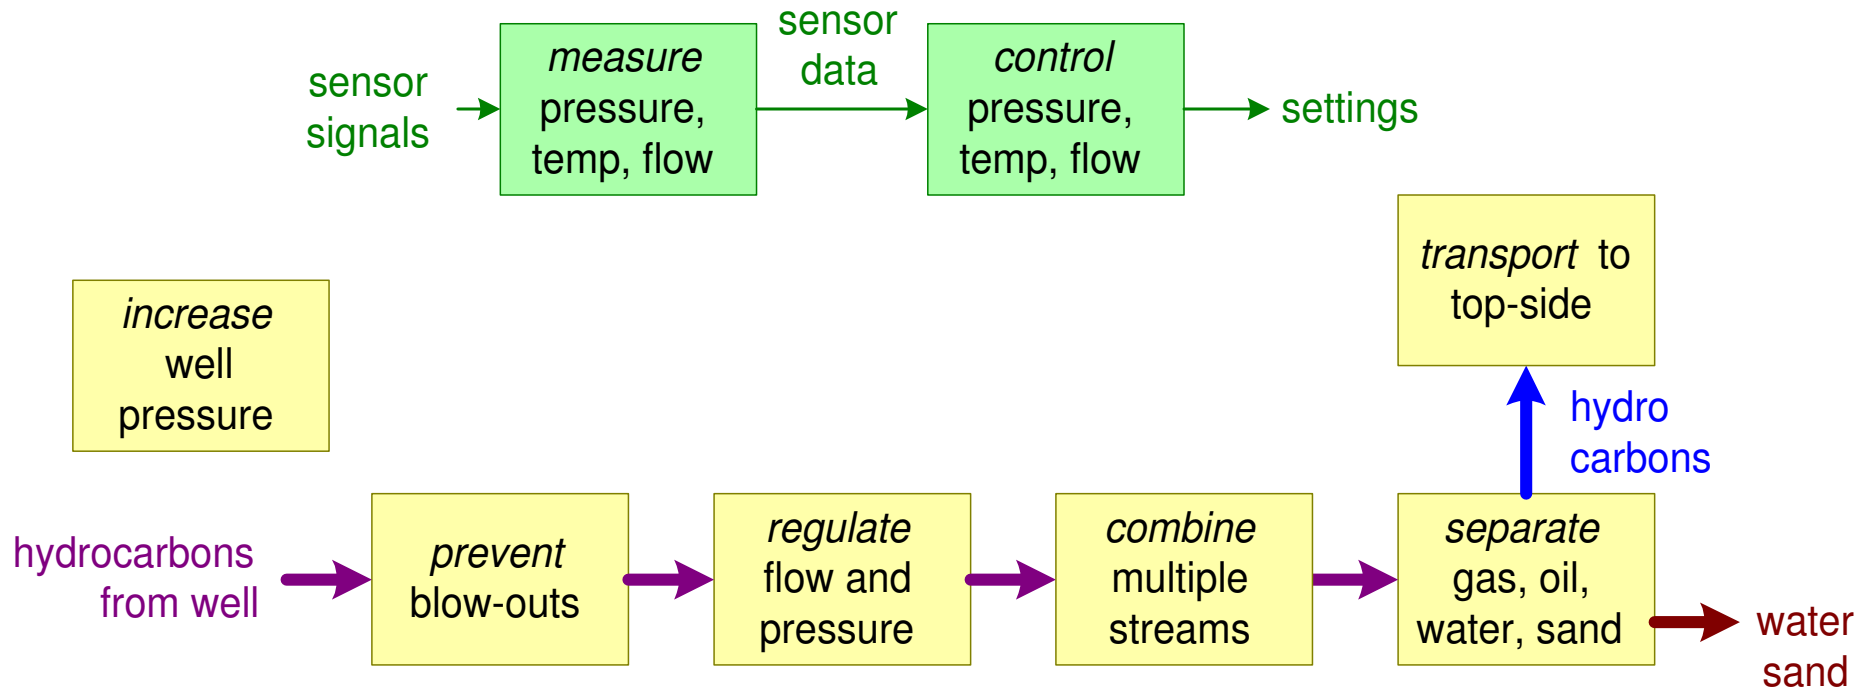 sensor
signals
measure
pressure,
temp, flow
sensor
data
control
pressure,
temp, flow
settings
increase
well
pressure
transport to
top-side
hydro
carbons
hydrocarbons
from well
prevent
blow-outs
regulate
flow and
pressure
combine
multiple
streams
separate
gas, oil,
water, sand
water
sand